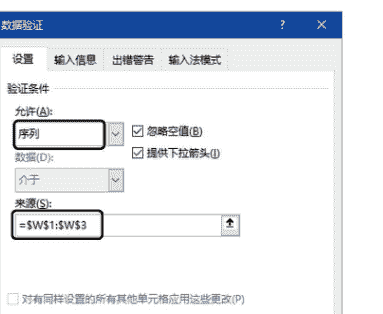 数据验证 ? ×
设置 输入信息 出错警告 输入法模式
验证条件
允许(A):
序列 忽略空值(B)
数据(D): 提供下拉箭头(I)
介于
来源(S):
=$W$1:$W$3
对有同样设置的所有其他单元格应用这些更改(P)